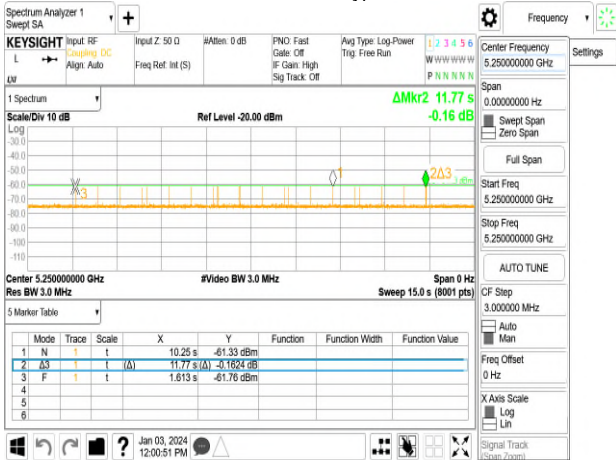 Spectrum Analyzer 1
Swept SA
Frequency
KEYSIGHT
L
Input: RF
Coupling: DC
Align: Auto
Input Z: 50 Ω
Freq Ref: Int (S)
#Atten: 0 dB
PNO: Fast
Gate: Off
IF Gain: High
Sig Track: Off
Avg Type: Log-Power
Trig: Free Run
1 2 3 4 5 6
W W W W W W
P N N N N N
1 Spectrum
ΔMkr2 11.77 s
-0.16 dB
Scale/Div 10 dB
Ref Level -20.00 dBm
Log
-30.0
-40.0
-50.0
-60.0
-70.0
-80.0
-90.0
-100
-110
3
1
2Δ3
Center 5.250000000 GHz
#Video BW 3.0 MHz
Span 0 Hz
Res BW 3.0 MHz
Sweep 15.0 s (8001 pts)
5 Marker Table
Mode Trace Scale X Y Function Function Width Function Value
1 N 1 t 10.25 s -61.33 dBm
2 Δ3 1 t (Δ) 11.77 s (Δ) -0.1624 dB
3 F 1 t 1.613 s -61.76 dBm
4
5
6
Jan 03, 2024
12:00:51 PM
Center Frequency
5.250000000 GHz
Span
0.00000000 Hz
Swept Span
Zero Span
Full Span
Start Freq
5.250000000 GHz
Stop Freq
5.250000000 GHz
AUTO TUNE
CF Step
3.000000 MHz
Auto
Man
Freq Offset
0 Hz
X Axis Scale
Log
Lin
Signal Track
(Span Zoom)
Settings